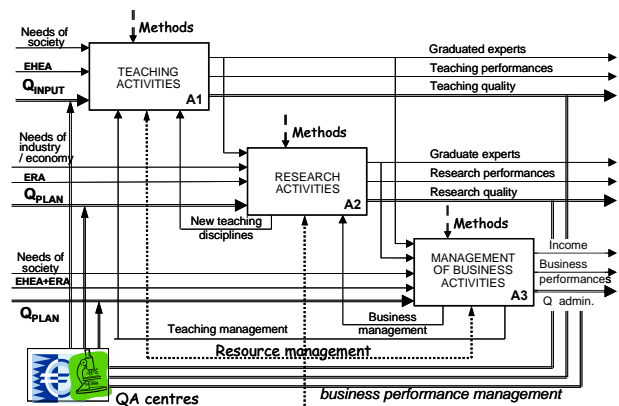 Needs of
society
EHEA
QINPUT
Methods
TEACHING
ACTIVITIES
A1
Graduated experts
Teaching performances
Teaching quality
Needs of
industry
/ economy
ERA
QPLAN
Methods
RESEARCH
ACTIVITIES
A2
Graduate experts
Research performances
Research quality
New teaching
disciplines
Methods
Needs of
society
EHEA+ERA
QPLAN
MANAGEMENT
OF BUSINESS
ACTIVITIES
A3
Income
Business
performances
Q admin.
Teaching management
Business
management
Resource management
QA centres
business performance management